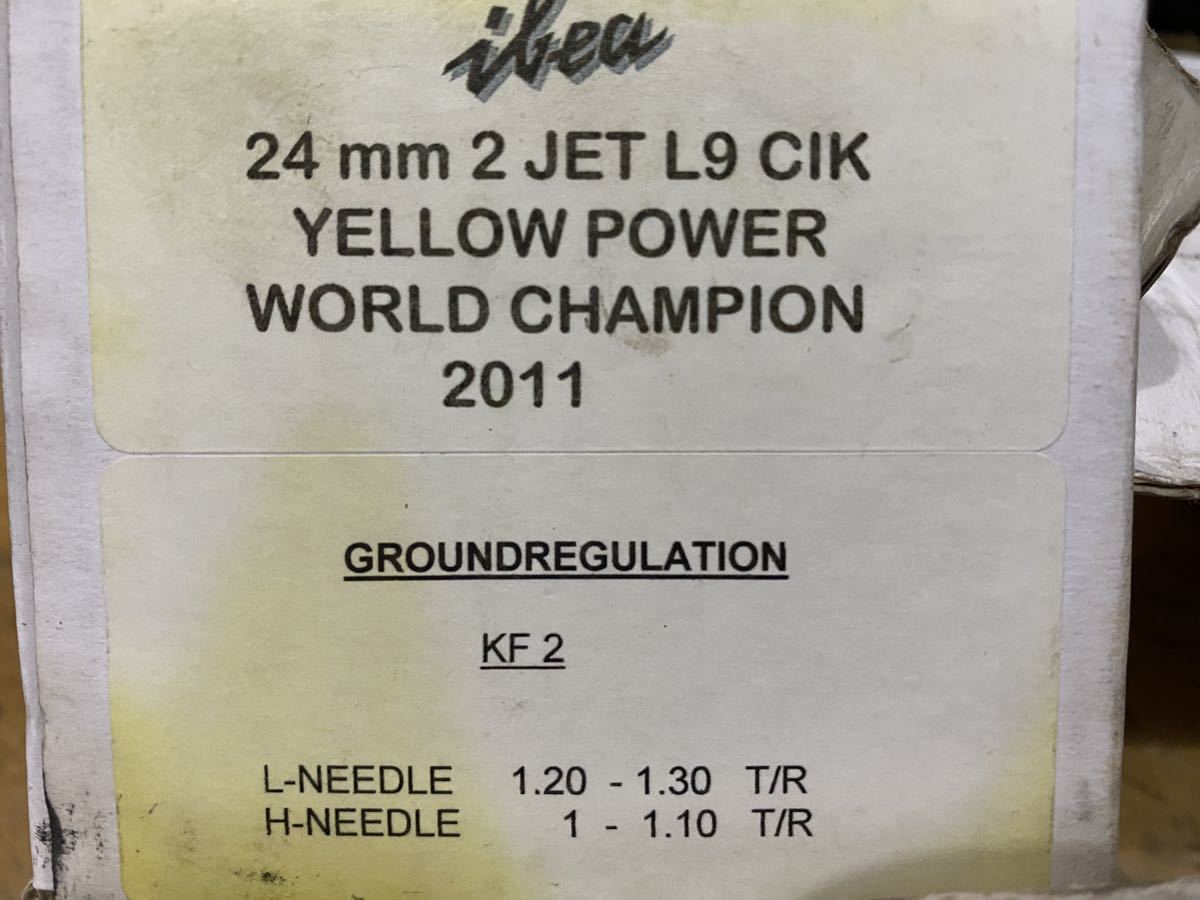 ibea
24 mm 2 JET L9 CIK
YELLOW POWER
WORLD CHAMPION
2011
GROUNDREGULATION
KF 2
L-NEEDLE 1.20 - 1.30 T/R
H-NEEDLE 1 - 1.10 T/R